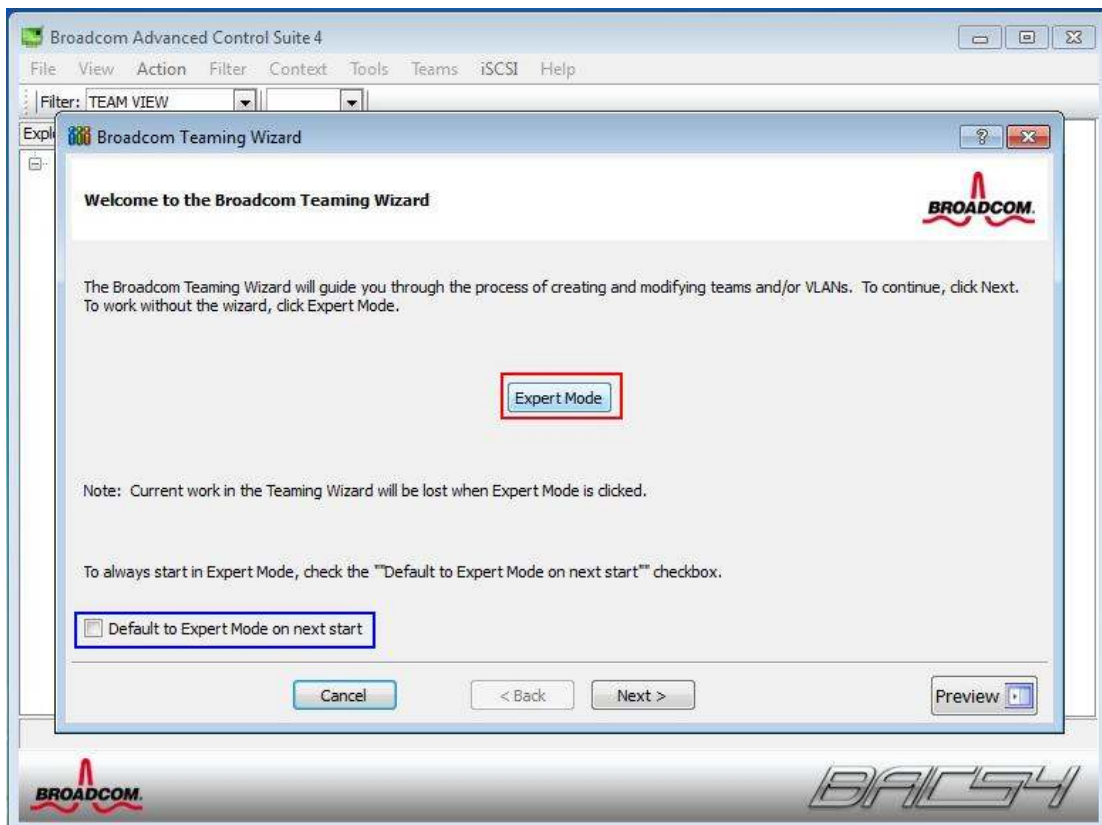 Broadcom Advanced Control Suite 4
File View Action Filter Context Tools Teams iSCSI Help
Filter: TEAM VIEW
Expl
Broadcom Teaming Wizard
Welcome to the Broadcom Teaming Wizard
BROADCOM.
The Broadcom Teaming Wizard will guide you through the process of creating and modifying teams and/or VLANs. To continue, click Next.
To work without the wizard, click Expert Mode.
Expert Mode
Note: Current work in the Teaming Wizard will be lost when Expert Mode is clicked.
To always start in Expert Mode, check the ""Default to Expert Mode on next start"" checkbox.
Default to Expert Mode on next start
Cancel < Back Next > Preview
BROADCOM. BACS4